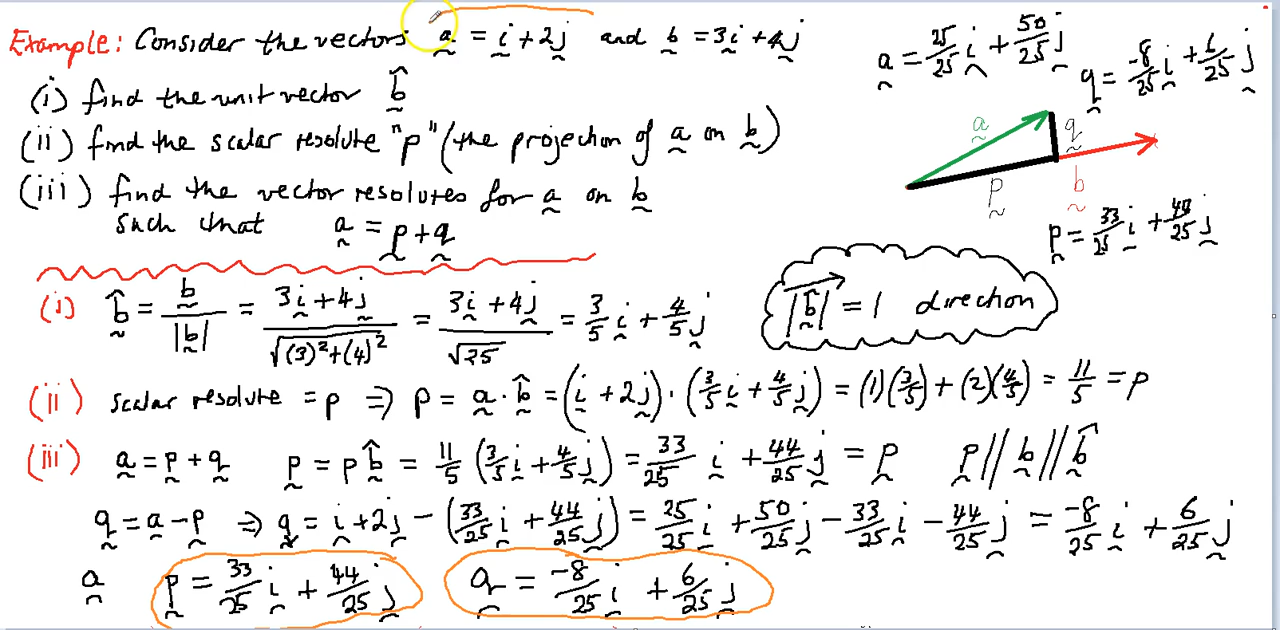 Example: Consider the vectors a̰ = ḭ + 2j̰ and b̰ = 3ḭ + 4j̰
(i) find the unit vector b̰̂
(ii) find the scalar resolute "p" (the projection of a̰ on b̰)
(iii) find the vector resolutes for a̰ on b̰
such that a̰ = p̰ + q̰
a̰ = 25/25 ḭ + 50/25 j̰
q̰ = -8/25 ḭ + 6/25 j̰
a̰ q̰
p̰ b̰
p̰ = 33/25 ḭ + 44/25 j̰
(i) b̰̂ = b̰/|b̰| = (3ḭ + 4j̰)/√((3)² + (4)²) = (3ḭ + 4j̰)/√25 = 3/5 ḭ + 4/5 j̰
|b̰̂| = 1 direction
(ii) scalar resolute = p ⇒ p = a̰ · b̰̂ = (ḭ + 2j̰) · (3/5 ḭ + 4/5 j̰) = (1)(3/5) + (2)(4/5) = 11/5 = p
(iii) a̰ = p̰ + q̰ p̰ = p b̰̂ = 11/5 (3/5 ḭ + 4/5 j̰) = 33/25 ḭ + 44/25 j̰ = p̰ p̰ // b̰ // b̰̂
q̰ = a̰ - p̰ ⇒ q̰ = ḭ + 2j̰ - (33/25 ḭ + 44/25 j̰) = 25/25 ḭ + 50/25 j̰ - 33/25 ḭ - 44/25 j̰ = -8/25 ḭ + 6/25 j̰
a̰ p̰ = 33/25 ḭ + 44/25 j̰ q̰ = -8/25 ḭ + 6/25 j̰